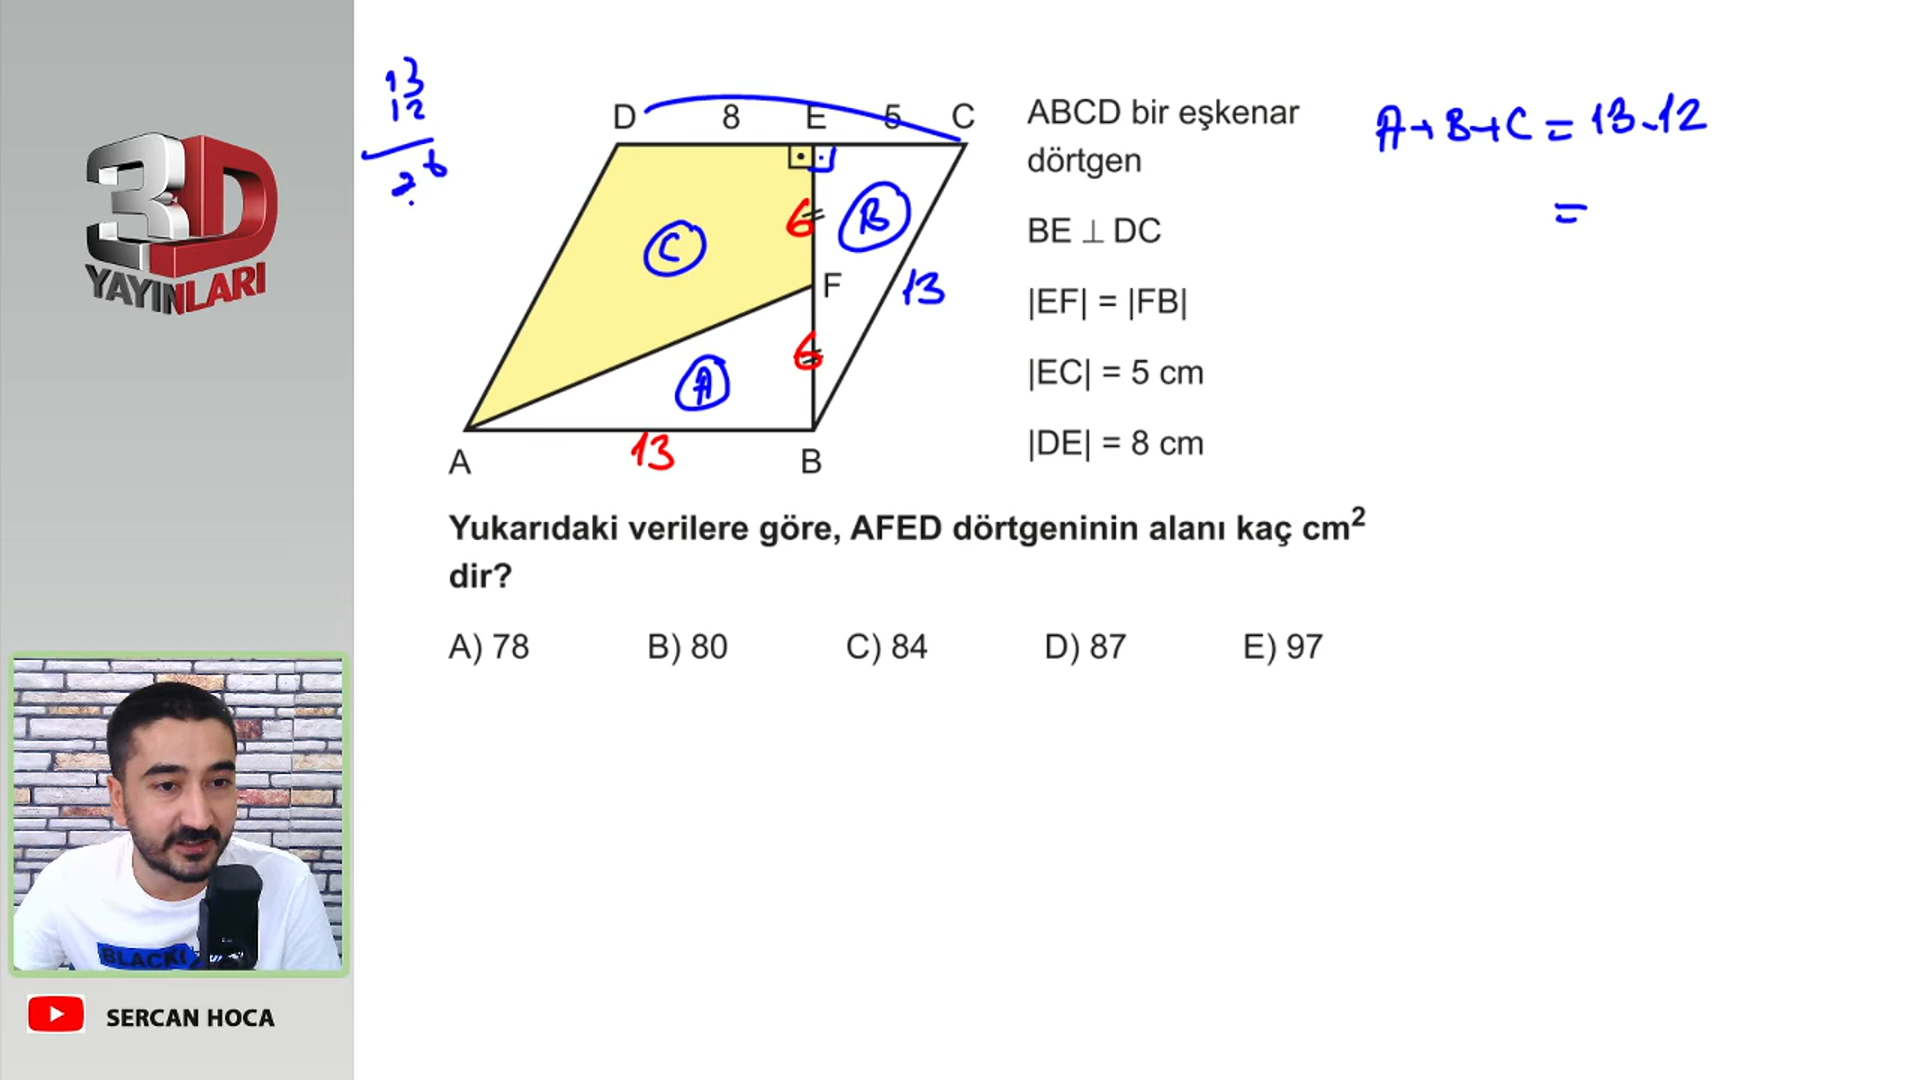 3D
YAYINLARI
13
12
26
D 8 E 5 C
C
6
B
F
13
6
A
A
13
B
ABCD bir eşkenar
dörtgen
BE ⊥ DC
|EF| = |FB|
|EC| = 5 cm
|DE| = 8 cm
A+B+C = 13.12
=
Yukarıdaki verilere göre, AFED dörtgeninin alanı kaç cm²
dir?
A) 78 B) 80 C) 84 D) 87 E) 97
SERCAN HOCA